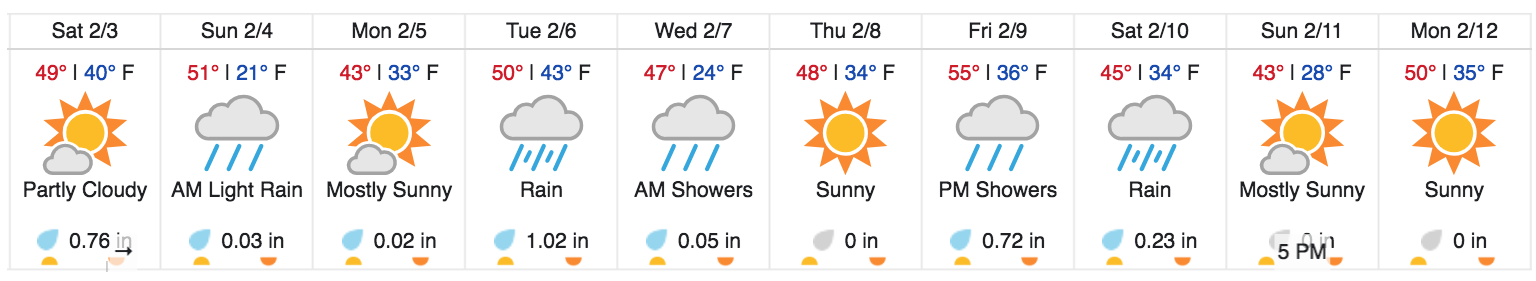 Sat 2/3 Sun 2/4 Mon 2/5 Tue 2/6 Wed 2/7 Thu 2/8 Fri 2/9 Sat 2/10 Sun 2/11 Mon 2/12
49° | 40° F 51° | 21° F 43° | 33° F 50° | 43° F 47° | 24° F 48° | 34° F 55° | 36° F 45° | 34° F 43° | 28° F 50° | 35° F
Partly Cloudy AM Light Rain Mostly Sunny Rain AM Showers Sunny PM Showers Rain Mostly Sunny Sunny
0.76 in 0.03 in 0.02 in 1.02 in 0.05 in 0 in 0.72 in 0.23 in 0 in 0 in
→ 5 PM